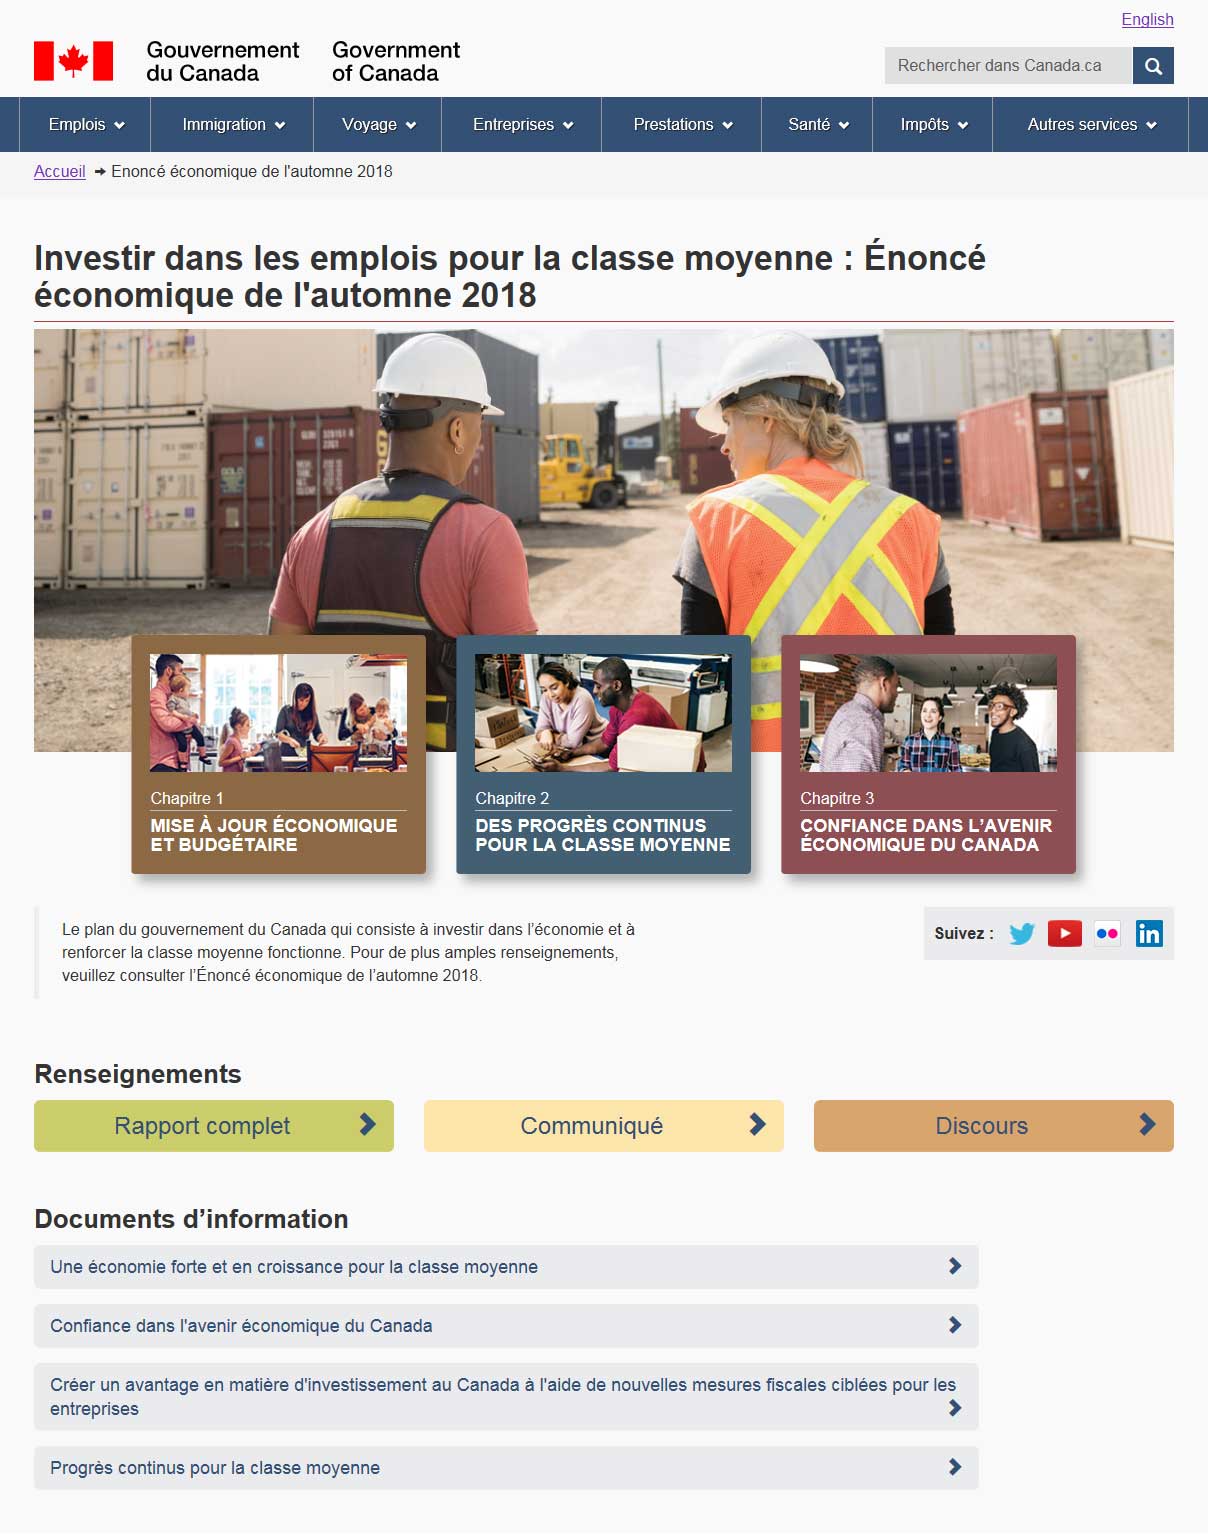 English
Gouvernement
du Canada
Government
of Canada
Rechercher dans Canada.ca
Emplois
Immigration
Voyage
Entreprises
Prestations
Santé
Impôts
Autres services
Accueil
Enoncé économique de l'automne 2018
Investir dans les emplois pour la classe moyenne : Énoncé
économique de l'automne 2018
Chapitre 1
MISE À JOUR ÉCONOMIQUE
ET BUDGÉTAIRE
Chapitre 2
DES PROGRÈS CONTINUS
POUR LA CLASSE MOYENNE
Chapitre 3
CONFIANCE DANS L’AVENIR
ÉCONOMIQUE DU CANADA
Le plan du gouvernement du Canada qui consiste à investir dans l’économie et à
renforcer la classe moyenne fonctionne. Pour de plus amples renseignements,
veuillez consulter l’Énoncé économique de l’automne 2018.
Suivez :
in
Renseignements
Rapport complet
Communiqué
Discours
Documents d’information
Une économie forte et en croissance pour la classe moyenne
Confiance dans l'avenir économique du Canada
Créer un avantage en matière d'investissement au Canada à l'aide de nouvelles mesures fiscales ciblées pour les
entreprises
Progrès continus pour la classe moyenne